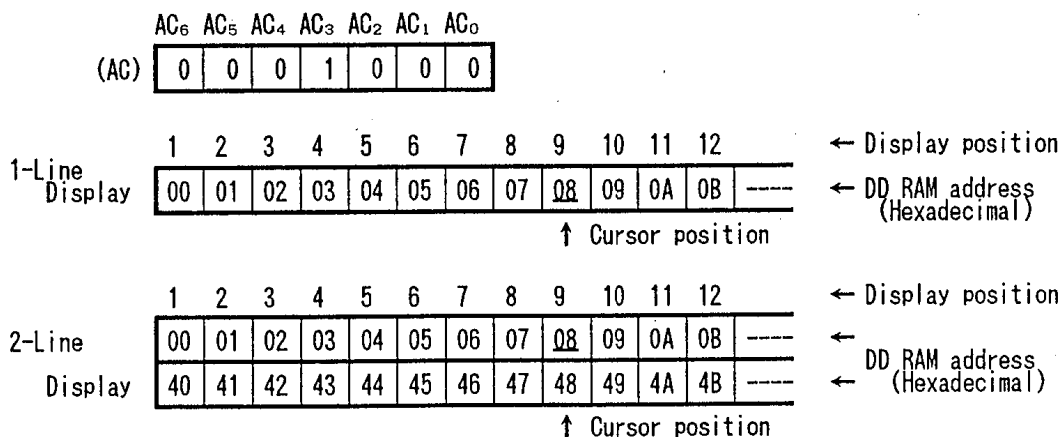 AC₆ AC₅ AC₄ AC₃ AC₂ AC₁ AC₀
(AC) 0 0 0 1 0 0 0
1 2 3 4 5 6 7 8 9 10 11 12 ← Display position
1-Line
Display 00 01 02 03 04 05 06 07 08 09 0A 0B ---- ← DD RAM address
(Hexadecimal)
↑ Cursor position
1 2 3 4 5 6 7 8 9 10 11 12 ← Display position
2-Line 00 01 02 03 04 05 06 07 08 09 0A 0B ---- ←
DD RAM address
Display 40 41 42 43 44 45 46 47 48 49 4A 4B ---- ← (Hexadecimal)
↑ Cursor position